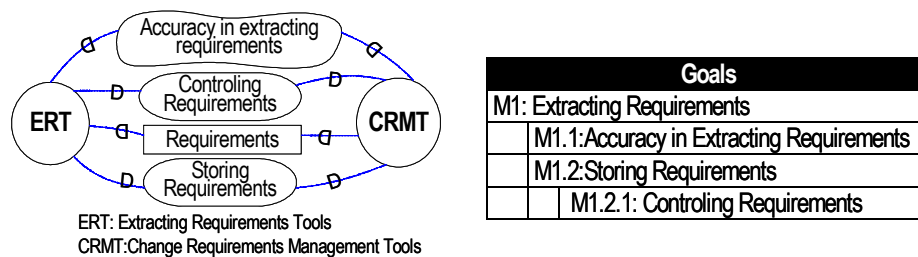 Accuracy in extracting
requirements
D
D
Controling
Requirements
D
D
ERT
CRMT
Requirements
D
D
Storing
Requirements
D
D
ERT: Extracting Requirements Tools
CRMT:Change Requirements Management Tools
Goals
M1: Extracting Requirements
M1.1:Accuracy in Extracting Requirements
M1.2:Storing Requirements
M1.2.1: Controling Requirements